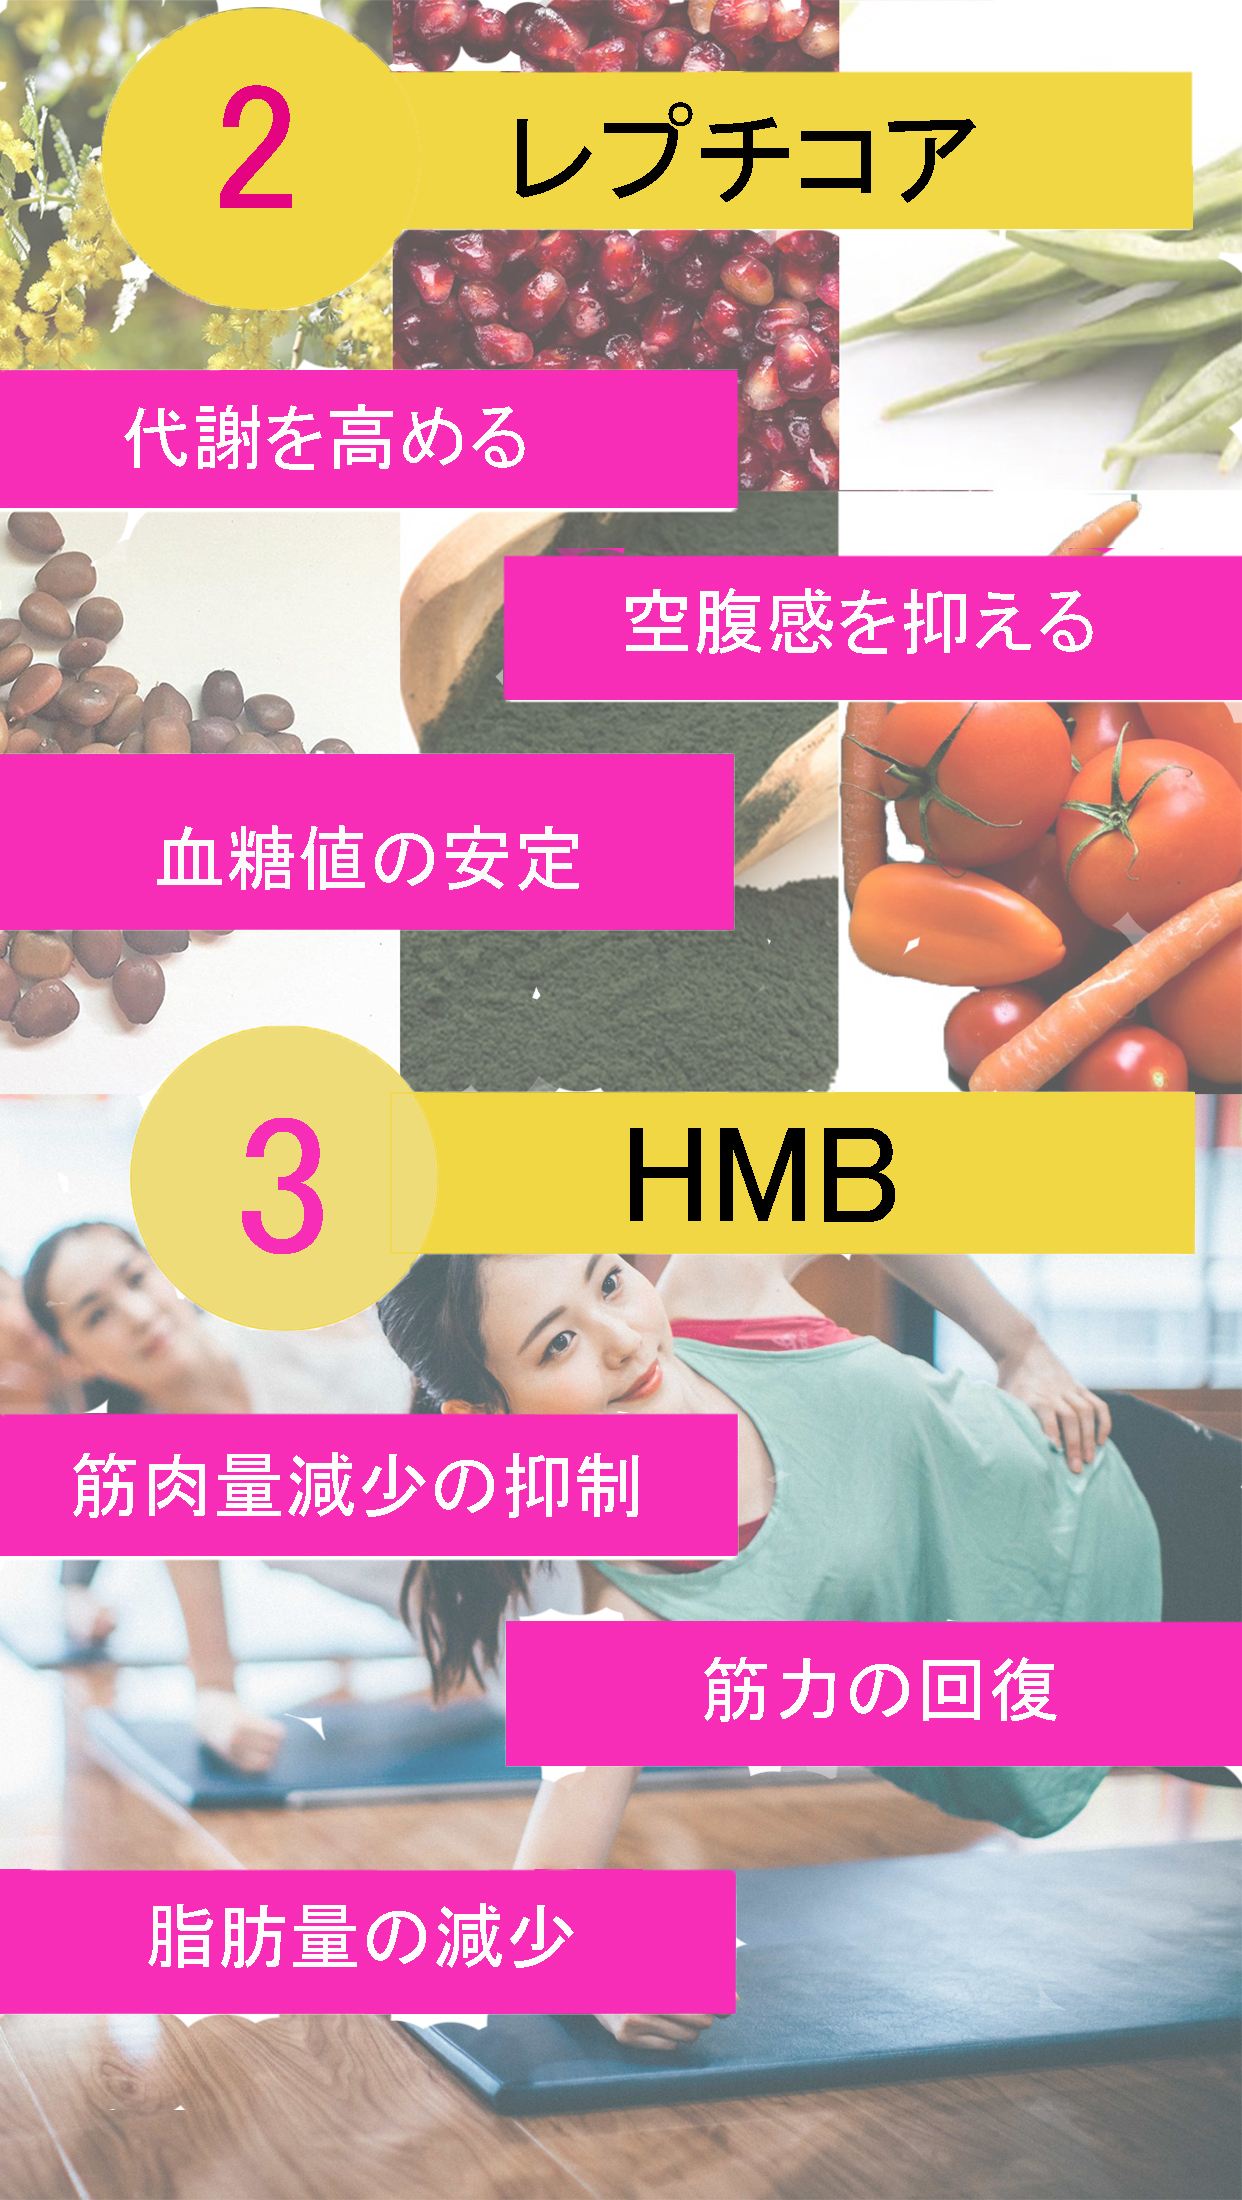 2
レプチコア
代謝を高める
空腹感を抑える
血糖値の安定
3
HMB
筋肉量減少の抑制
筋力の回復
脂肪量の減少